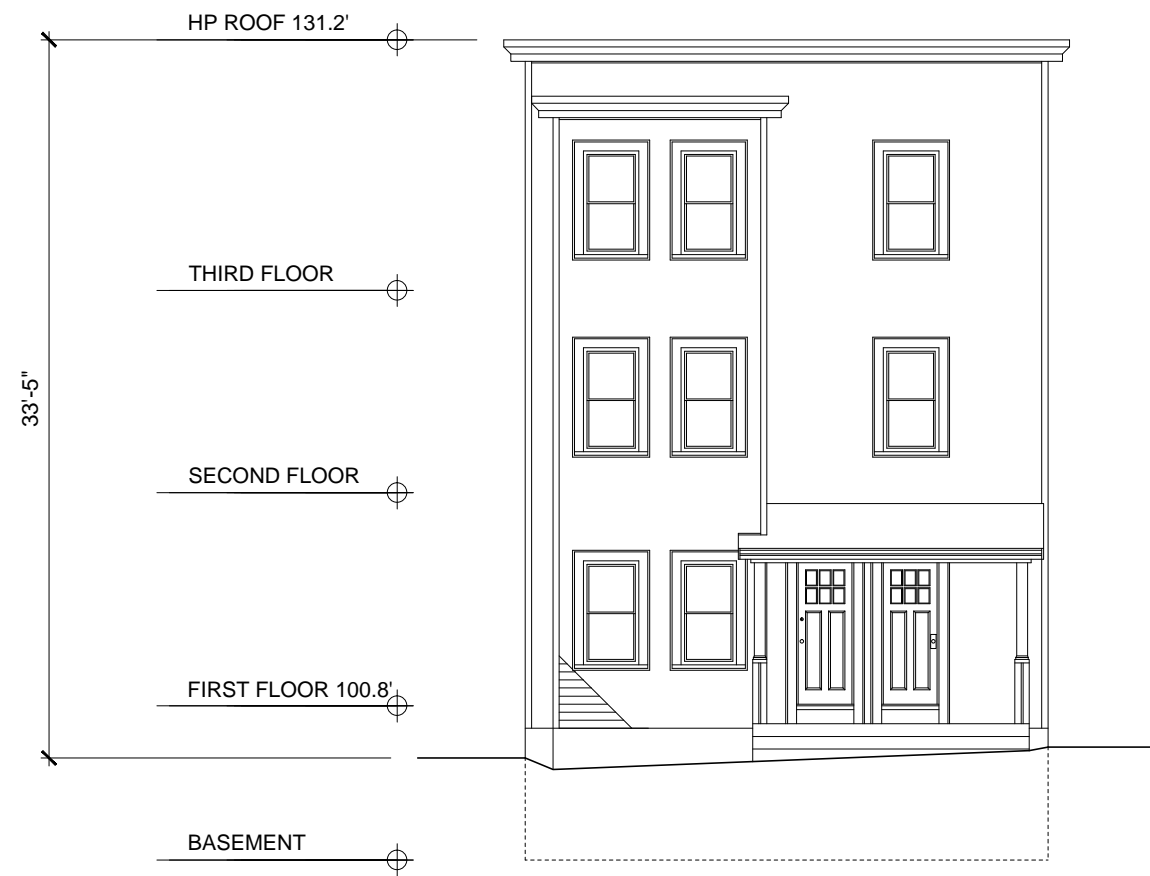 HP ROOF 131.2'
THIRD FLOOR
33'-5"
SECOND FLOOR
FIRST FLOOR 100.8'
BASEMENT